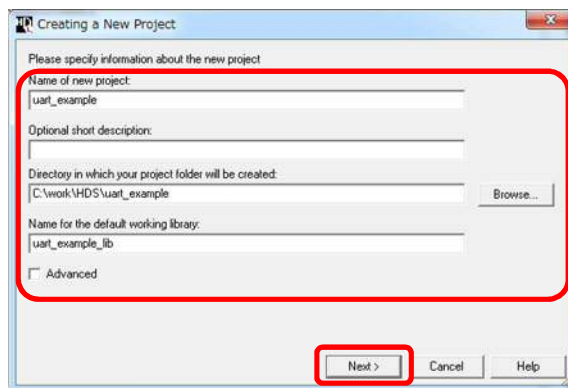 Creating a New Project
Please specify information about the new project
Name of new project:
uart_example
Optional short description:
Directory in which your project folder will be created:
C:\work\HDS\uart_example
Browse...
Name for the default working library:
uart_example_lib
Advanced
Next >
Cancel
Help